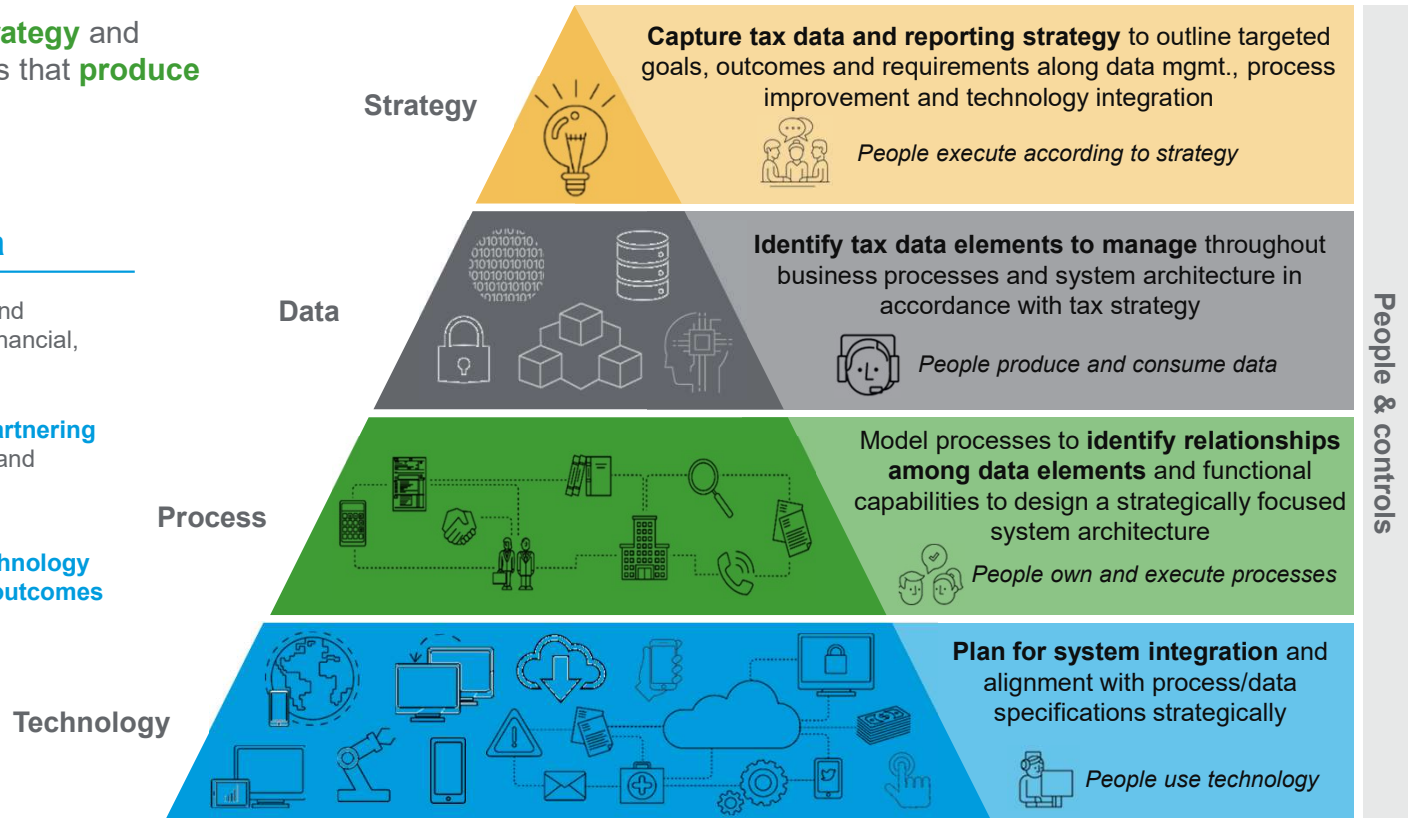 rategy and
s that produce
nd
nancial,
artnering
and
hnology
outcomes
Strategy
Capture tax data and reporting strategy to outline targeted
goals, outcomes and requirements along data mgmt., process
improvement and technology integration
People execute according to strategy
Data
Identify tax data elements to manage throughout
business processes and system architecture in
accordance with tax strategy
People produce and consume data
Process
Model processes to identify relationships
among data elements and functional
capabilities to design a strategically focused
system architecture
People own and execute processes
Technology
Plan for system integration and
alignment with process/data
specifications strategically
People use technology
People & controls